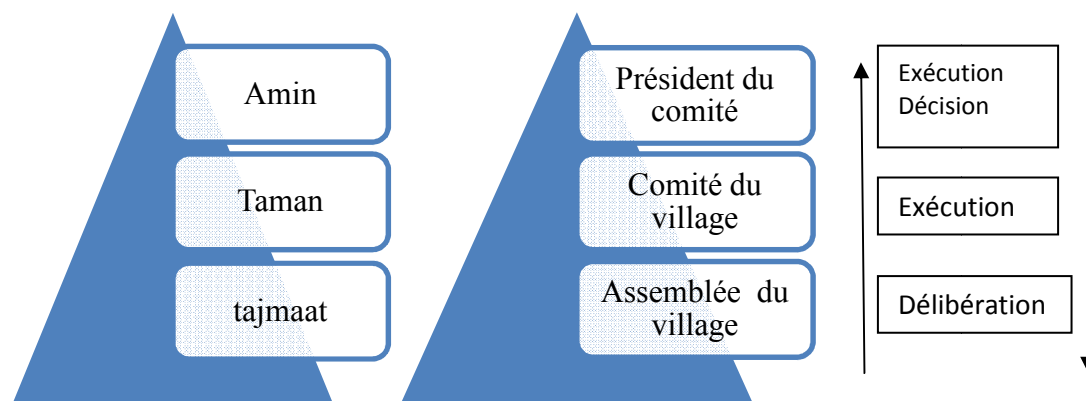 Amin
Taman
tajmaat
Président du
comité
Comité du
village
Assemblée du
village
Exécution
Décision
Exécution
Délibération